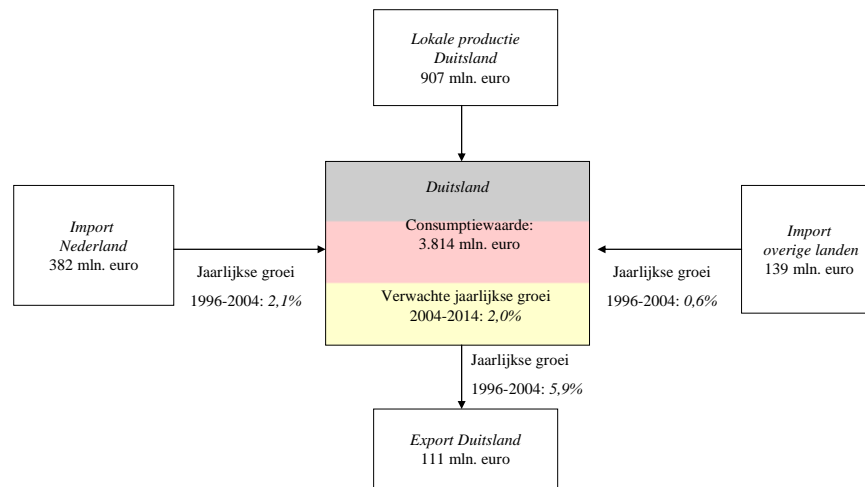 Lokale productie
Duitsland
907 mln. euro
Duitsland
Consumptiewaarde:
3.814 mln. euro
Verwachte jaarlijkse groei
2004-2014: 2,0%
Import
Nederland
382 mln. euro
Jaarlijkse groei
1996-2004: 2,1%
Import
overige landen
139 mln. euro
Jaarlijkse groei
1996-2004: 0,6%
Jaarlijkse groei
1996-2004: 5,9%
Export Duitsland
111 mln. euro